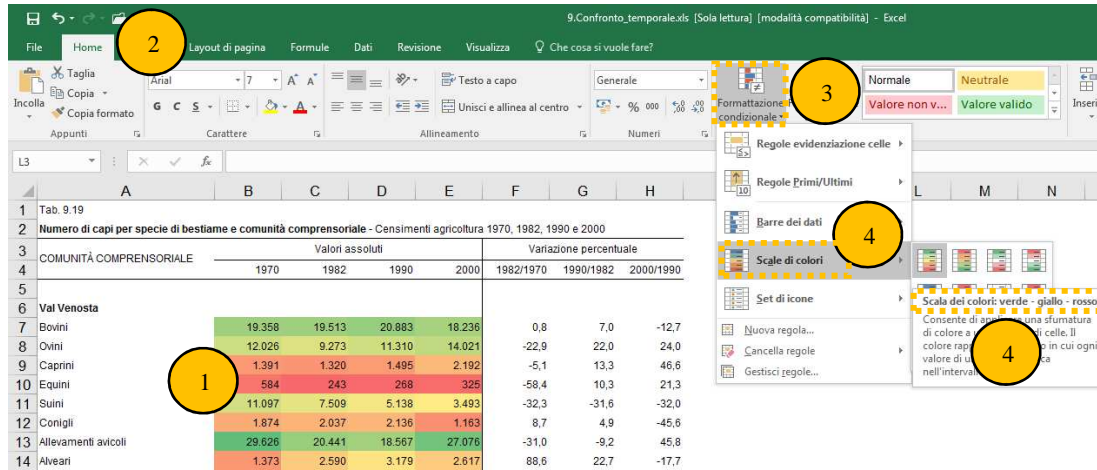 9.Confronto_temporale.xls [Sola lettura] [modalità compatibilità] - Excel
File Home 2 Layout di pagina Formule Dati Revisione Visualizza Che cosa si vuole fare?
Incolla
Taglia
Copia
Copia formato
Appunti
Arial 7 A A
G C S A
Carattere
Testo a capo
Unisci e allinea al centro
Allineamento
Generale
% 000
Numeri
Formattazione condizionale
3
Normale Neutrale
Valore non v... Valore valido
L3 fx
A B C D E F G H L M N
1 Tab. 9.19
2 Numero di capi per specie di bestiame e comunità comprensoriale - Censimenti agricoltura 1970, 1982, 1990 e 2000
3 COMUNITÀ COMPRENSORIALE Valori assoluti Variazione percentuale
4 1970 1982 1990 2000 1982/1970 1990/1982 2000/1990
5
6 Val Venosta
7 Bovini 19.358 19.513 20.883 18.236 0,8 7,0 -12,7
8 Ovini 12.026 9.273 11.310 14.021 -22,9 22,0 24,0
9 Caprini 1.391 1.320 1.495 2.192 -5,1 13,3 46,6
10 Equini 1 584 243 268 325 -58,4 10,3 21,3
11 Suini 11.097 7.509 5.138 3.493 -32,3 -31,6 -32,0
12 Conigli 1.874 2.037 2.136 1.163 8,7 4,9 -45,6
13 Allevamenti avicoli 29.626 20.441 18.567 27.076 -31,0 -9,2 45,8
14 Alveari 1.373 2.590 3.179 2.617 88,6 22,7 -17,7
Regole evidenziazione celle
Regole Primi/Ultimi
Barre dei dati
4
Scale di colori
Set di icone
Nuova regola...
Cancella regole
Gestisci regole...
Scala dei colori: verde - giallo - rosso
Consente di una sfumatura
di colore a di celle. Il
colore in cui ogni
valore di
nell'interval
4